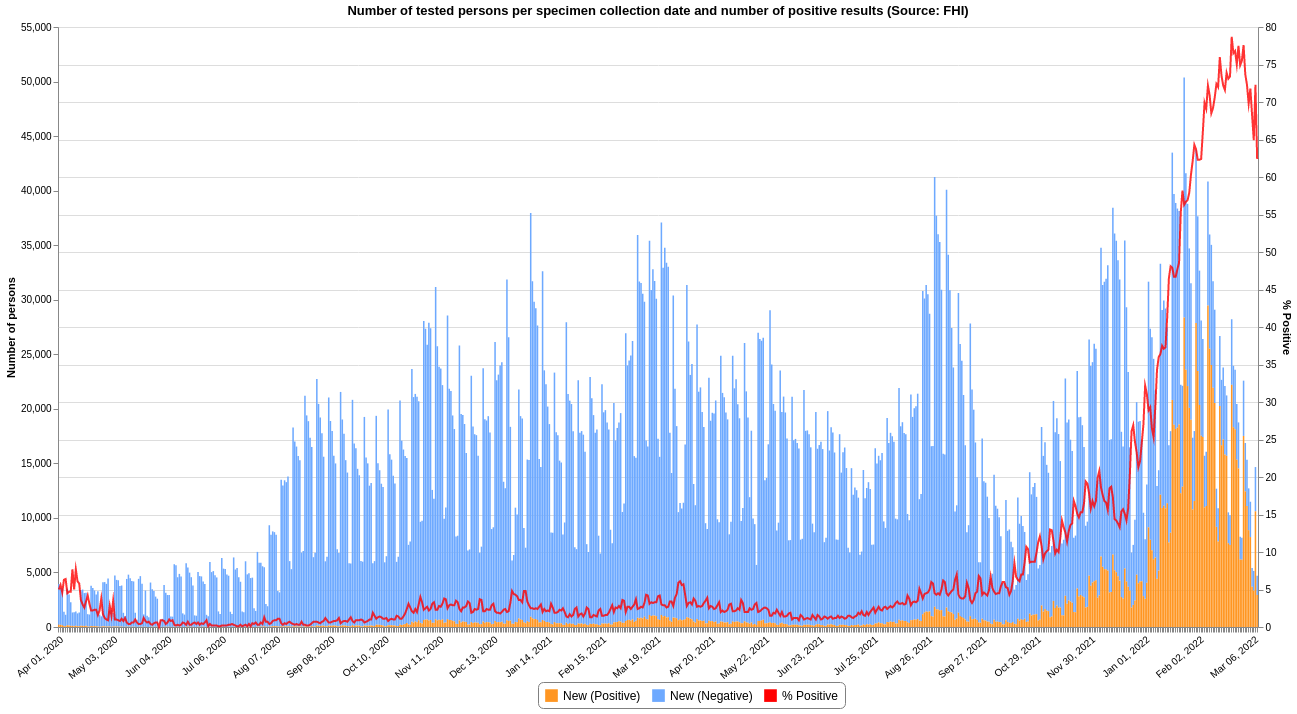 Number of tested persons per specimen collection date and number of positive results (Source: FHI)
55,000
50,000
45,000
40,000
35,000
30,000
25,000
20,000
15,000
10,000
5,000
0
Number of persons
80
75
70
65
60
55
50
45
40
35
30
25
20
15
10
5
0
% Positive
Apr 01, 2020
May 03, 2020
Jun 04, 2020
Jul 06, 2020
Aug 07, 2020
Sep 08, 2020
Oct 10, 2020
Nov 11, 2020
Dec 13, 2020
Jan 14, 2021
Feb 15, 2021
Mar 19, 2021
Apr 20, 2021
May 22, 2021
Jun 23, 2021
Jul 25, 2021
Aug 26, 2021
Sep 27, 2021
Oct 29, 2021
Nov 30, 2021
Jan 01, 2022
Feb 02, 2022
Mar 06, 2022
New (Positive) New (Negative) % Positive